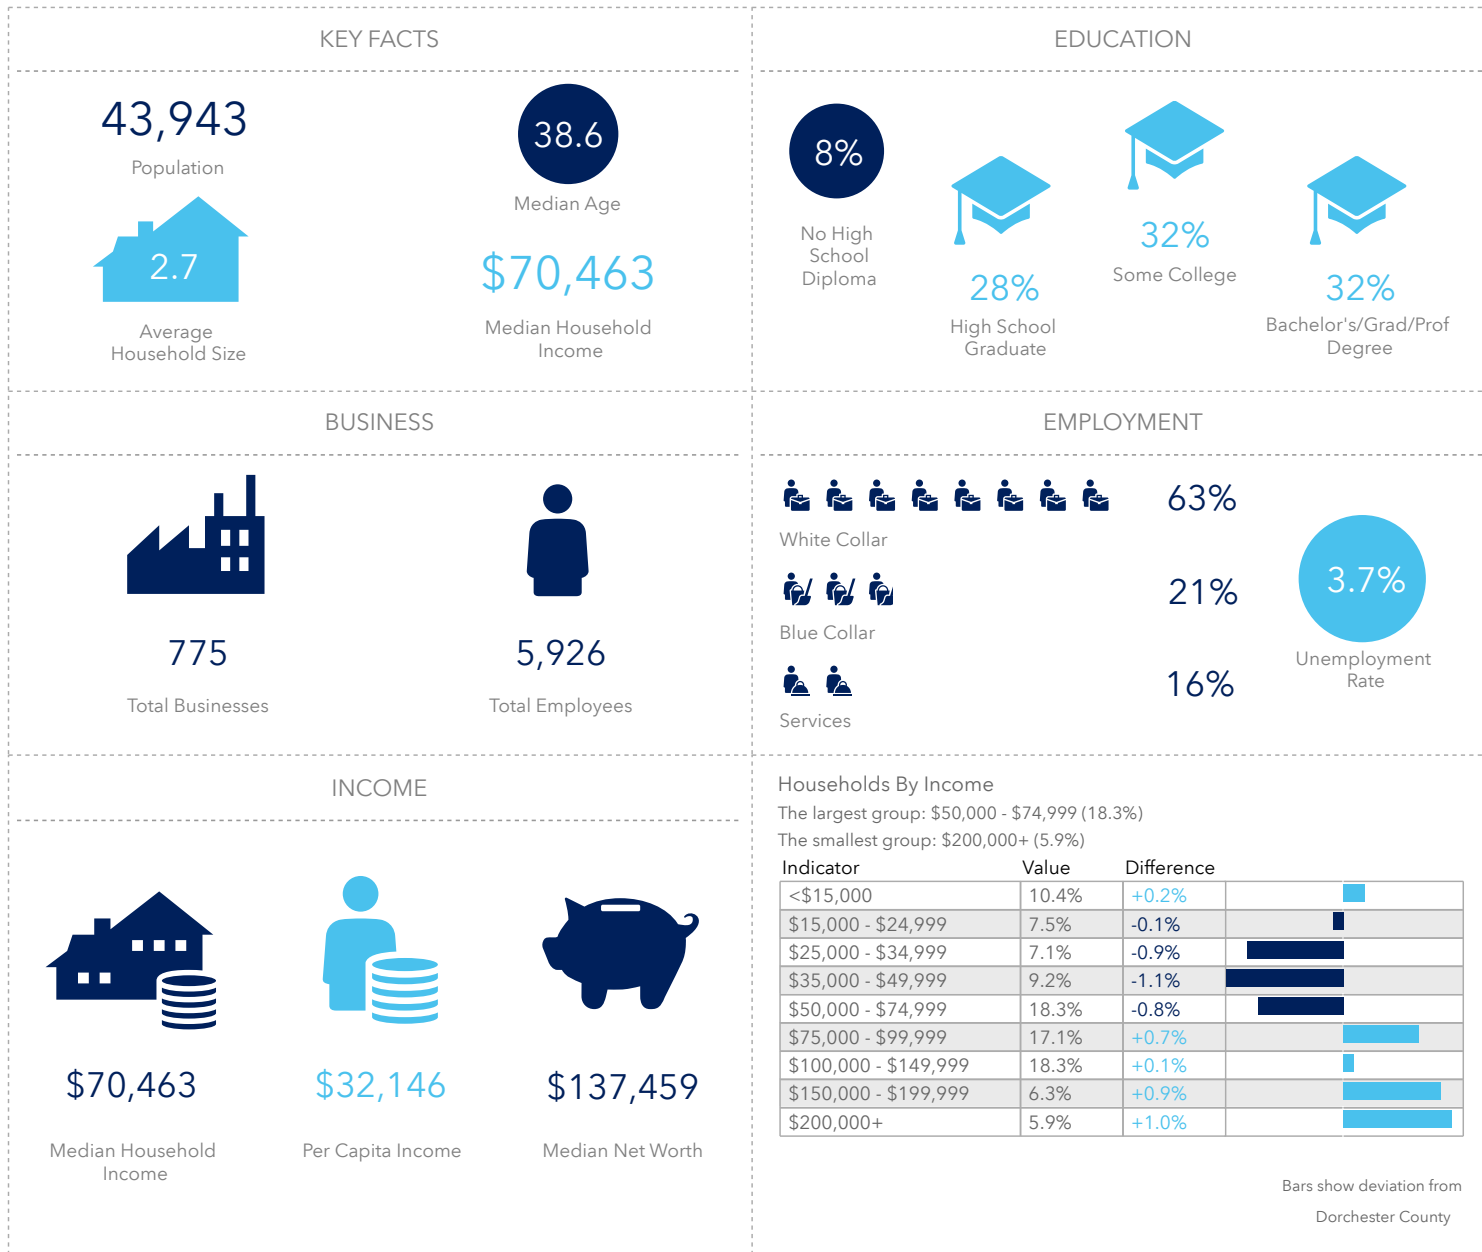 KEY FACTS
43,943
Population
38.6
Median Age
2.7
Average
Household Size
$70,463
Median Household
Income
EDUCATION
8%
No High
School
Diploma
28%
High School
Graduate
32%
Some College
32%
Bachelor's/Grad/Prof
Degree
BUSINESS
775
Total Businesses
5,926
Total Employees
EMPLOYMENT
63%
White Collar
21%
Blue Collar
16%
Services
3.7%
Unemployment
Rate
INCOME
$70,463
Median Household
Income
$32,146
Per Capita Income
$137,459
Median Net Worth
Households By Income
The largest group: $50,000 - $74,999 (18.3%)
The smallest group: $200,000+ (5.9%)
Indicator Value Difference
<$15,000 10.4% +0.2%
$15,000 - $24,999 7.5% -0.1%
$25,000 - $34,999 7.1% -0.9%
$35,000 - $49,999 9.2% -1.1%
$50,000 - $74,999 18.3% -0.8%
$75,000 - $99,999 17.1% +0.7%
$100,000 - $149,999 18.3% +0.1%
$150,000 - $199,999 6.3% +0.9%
$200,000+ 5.9% +1.0%
Bars show deviation from
Dorchester County